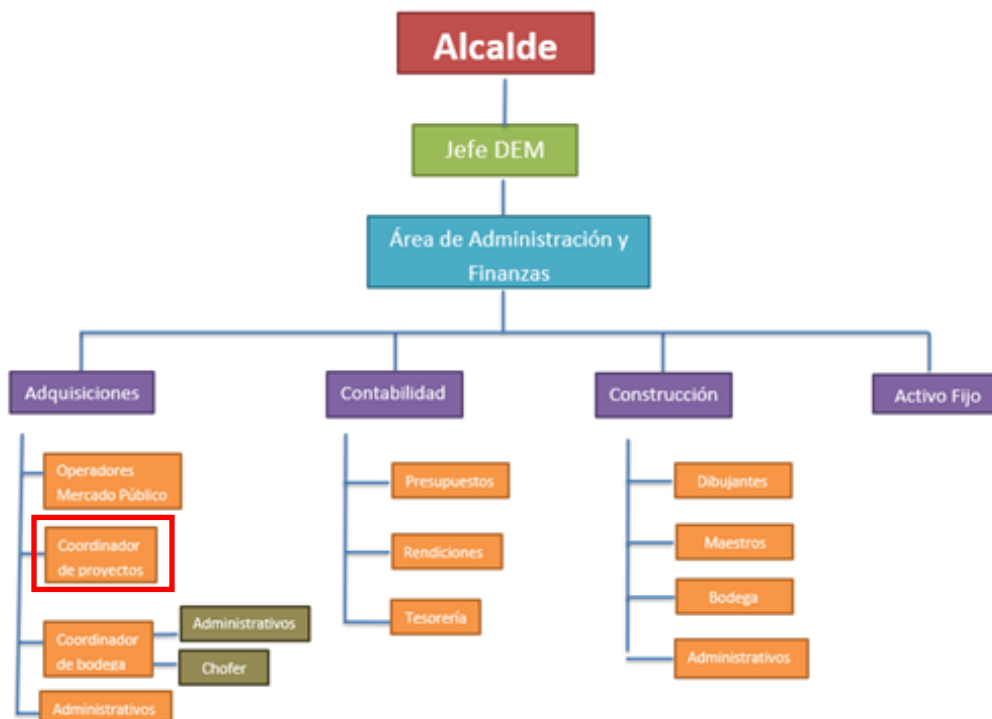 Alcalde
Jefe DEM
Área de Administración y
Finanzas
Adquisiciones
Contabilidad
Construcción
Activo Fijo
Operadores
Mercado Público
Coordinador
de proyectos
Coordinador
de bodega
Administrativos
Chofer
Administrativos
Presupuestos
Rendiciones
Tesorería
Dibujantes
Maestros
Bodega
Administrativos